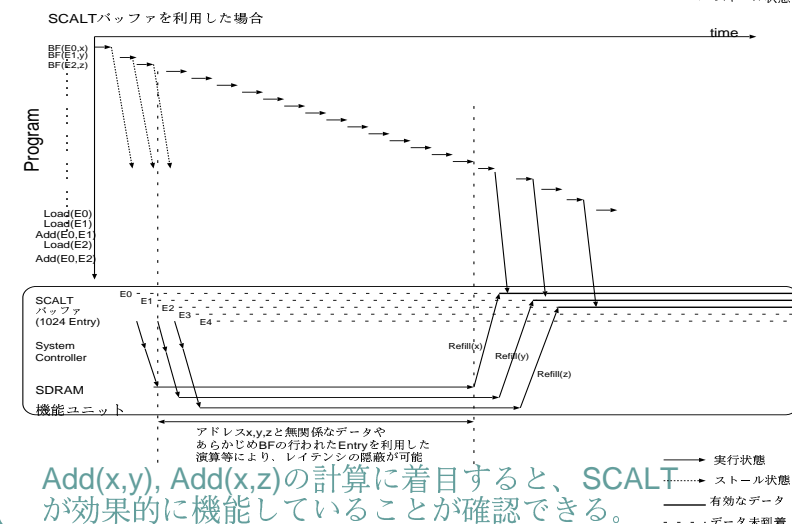 SCALTバッファを利用した場合
time
BF(E0,x)
BF(E1,y)
BF(E2,z)
Program
Load(E0)
Load(E1)
Add(E0,E1)
Load(E2)
Add(E0,E2)
E0
E1
E2
E3
E4
SCALT
バッファ
(1024 Entry)
System
Controller
SDRAM
機能ユニット
Refill(x)
Refill(y)
Refill(z)
アドレスx,y,zと無関係なデータや
あらかじめBFの行われたEntryを利用した
演算等により、レイテンシの隠蔽が可能
実行状態
ストール状態
有効なデータ
データ未到着
Add(x,y), Add(x,z)の計算に着目すると、SCALT
が効果的に機能していることが確認できる。